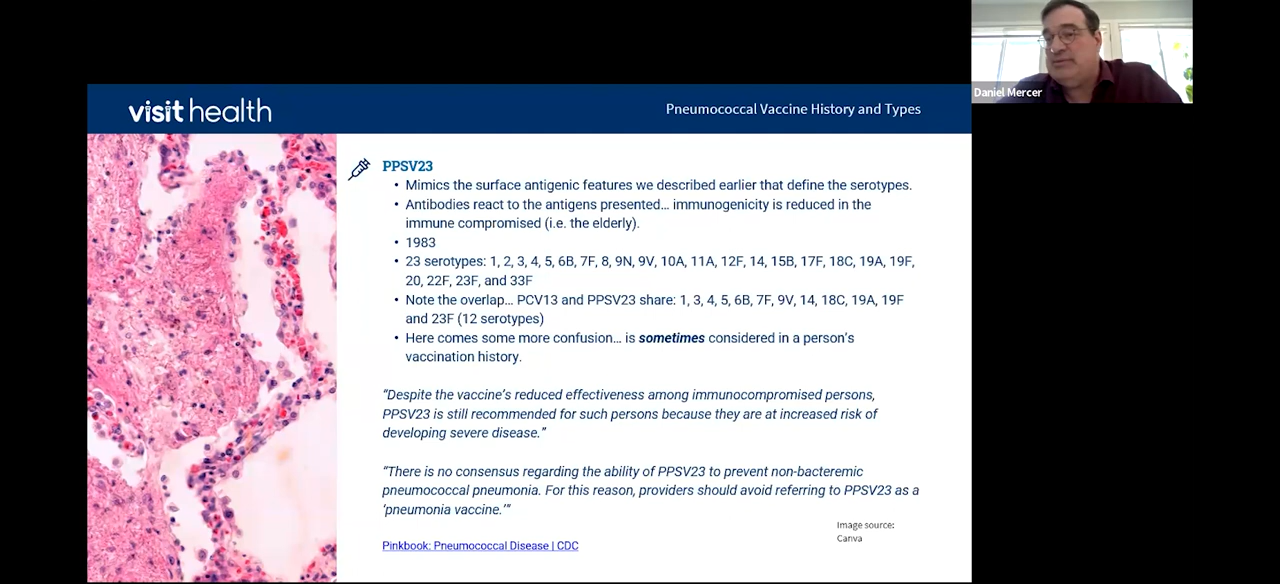 Daniel Mercer
visit health
Pneumococcal Vaccine History and Types
PPSV23
• Mimics the surface antigenic features we described earlier that define the serotypes.
• Antibodies react to the antigens presented… immunogenicity is reduced in the
immune compromised (i.e. the elderly).
• 1983
• 23 serotypes: 1, 2, 3, 4, 5, 6B, 7F, 8, 9N, 9V, 10A, 11A, 12F, 14, 15B, 17F, 18C, 19A, 19F,
20, 22F, 23F, and 33F
• Note the overlap… PCV13 and PPSV23 share: 1, 3, 4, 5, 6B, 7F, 9V, 14, 18C, 19A, 19F
and 23F (12 serotypes)
• Here comes some more confusion… is sometimes considered in a person’s
vaccination history.
“Despite the vaccine’s reduced effectiveness among immunocompromised persons,
PPSV23 is still recommended for such persons because they are at increased risk of
developing severe disease.”
“There is no consensus regarding the ability of PPSV23 to prevent non-bacteremic
pneumococcal pneumonia. For this reason, providers should avoid referring to PPSV23 as a
‘pneumonia vaccine.’”
Image source:
Canva
Pinkbook: Pneumococcal Disease | CDC